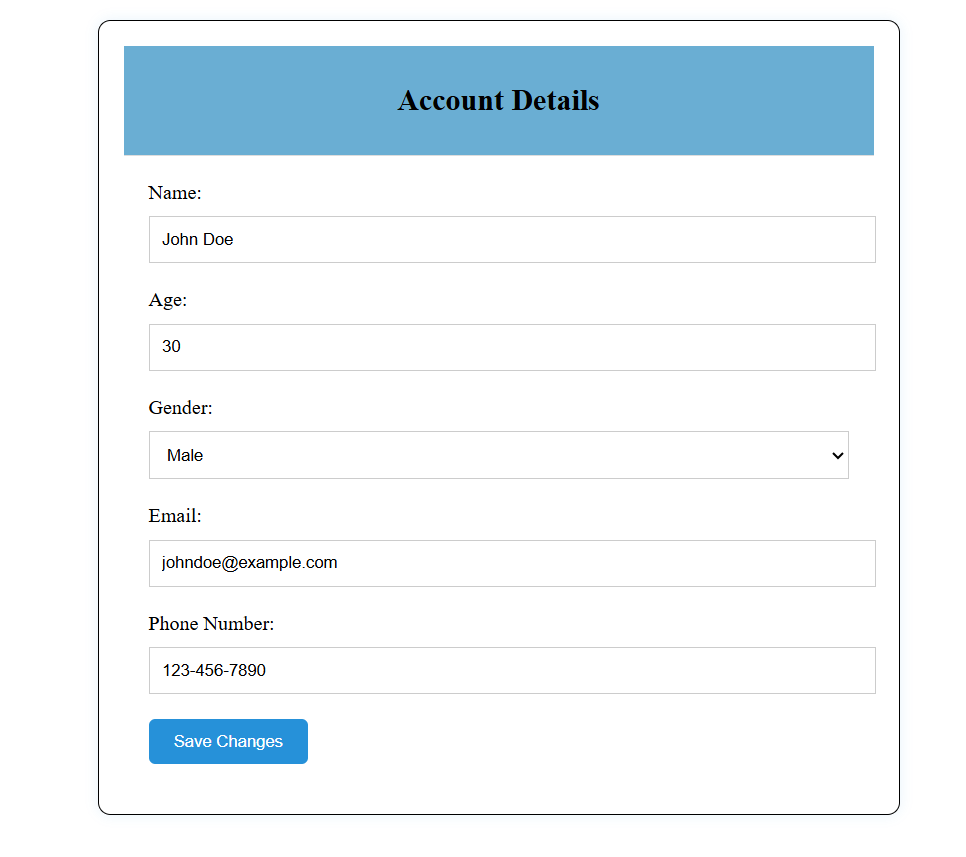 Account Details
Name:
John Doe
Age:
30
Gender:
Male
Email:
johndoe@example.com
Phone Number:
123-456-7890
Save Changes